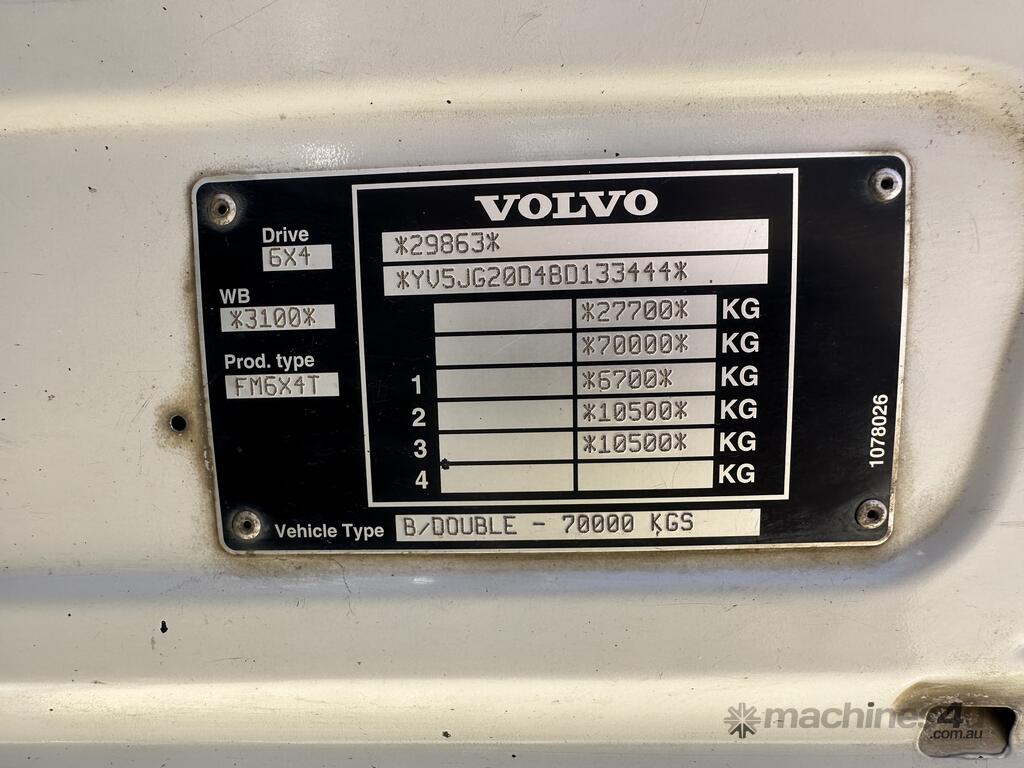 VOLVO
Drive
6X4
*29863*
*YV5JG20D4BD133444*
WB
*3100*
*27700* KG
*70000* KG
Prod. type
FM6X4T
1 *6700* KG
2 *10500* KG
3 *10500* KG
4 KG
1078026
Vehicle Type B/DOUBLE - 70000 KGS
machines4
.com.au